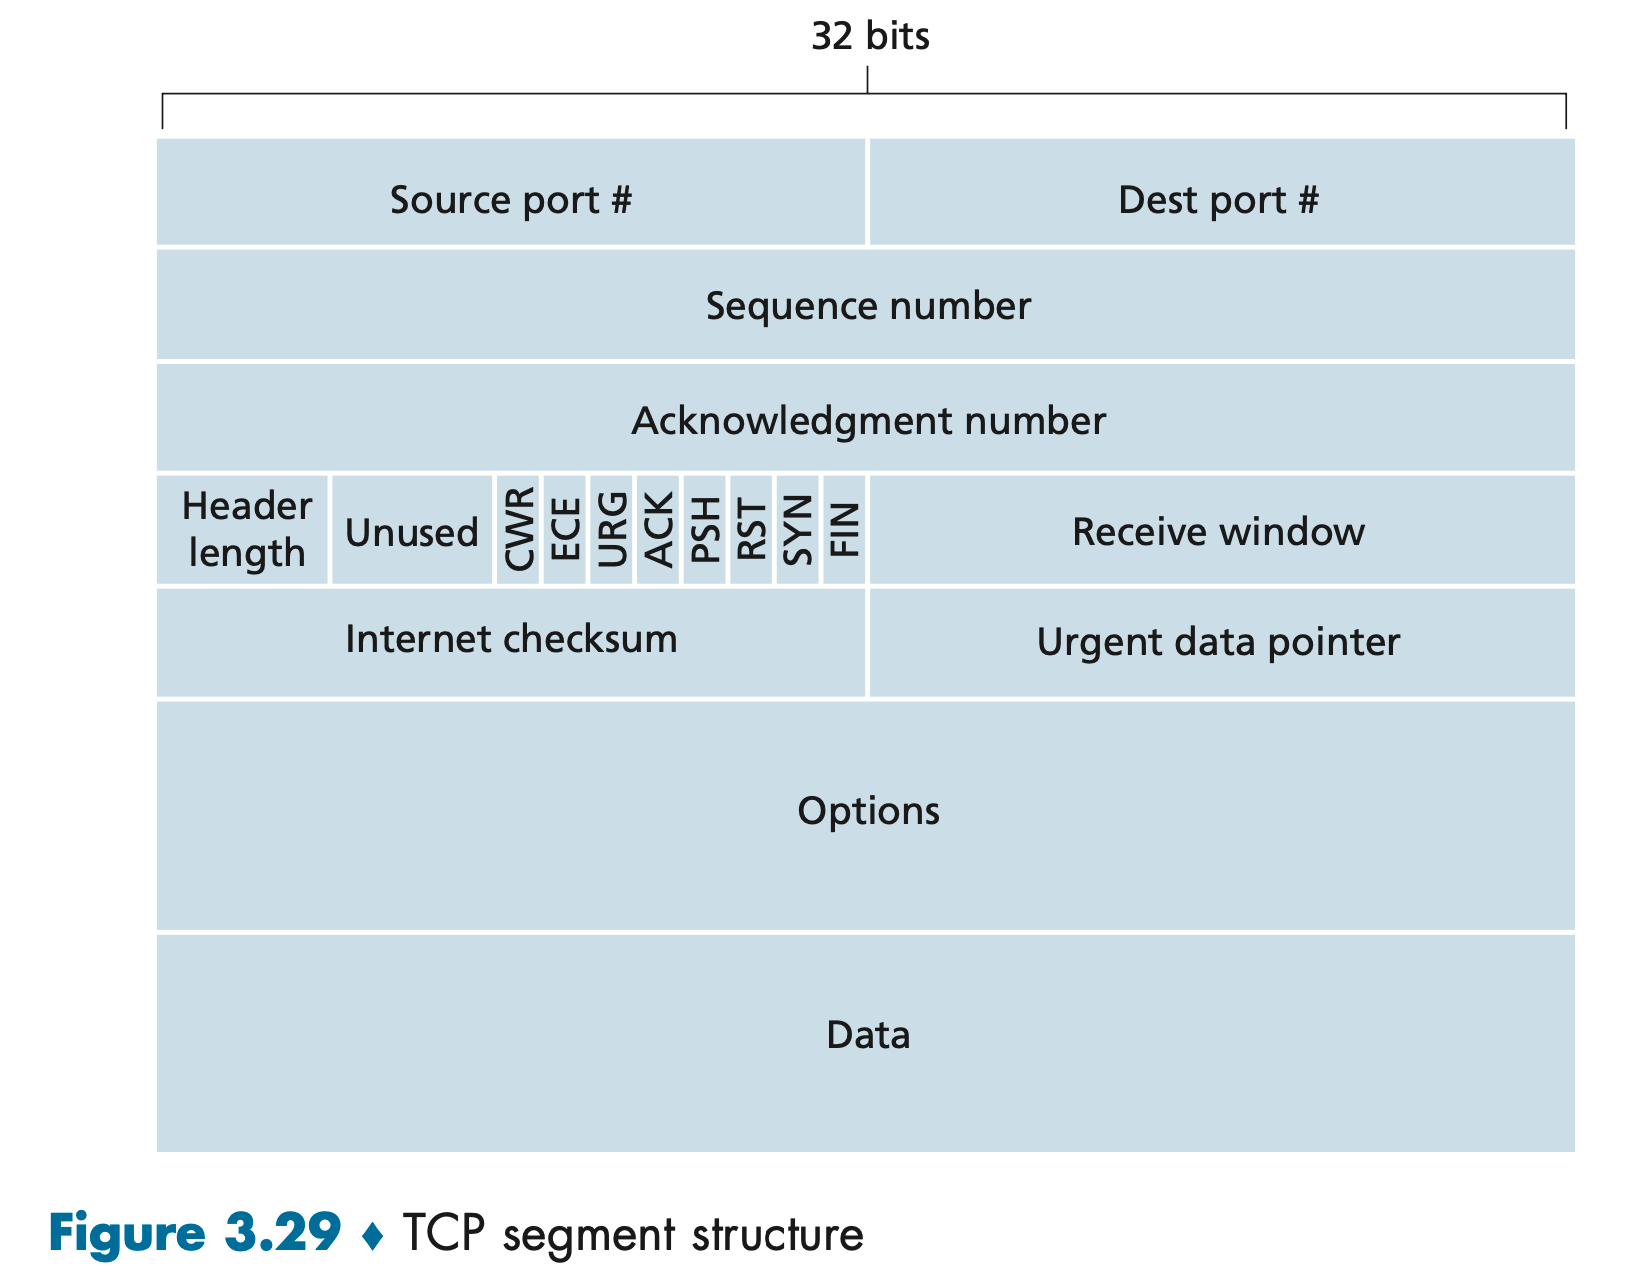 32 bits
Source port #
Dest port #
Sequence number
Acknowledgment number
Header
length
Unused
CWR
ECE
URG
ACK
PSH
RST
SYN
FIN
Receive window
Internet checksum
Urgent data pointer
Options
Data
Figure 3.29 ♦ TCP segment structure